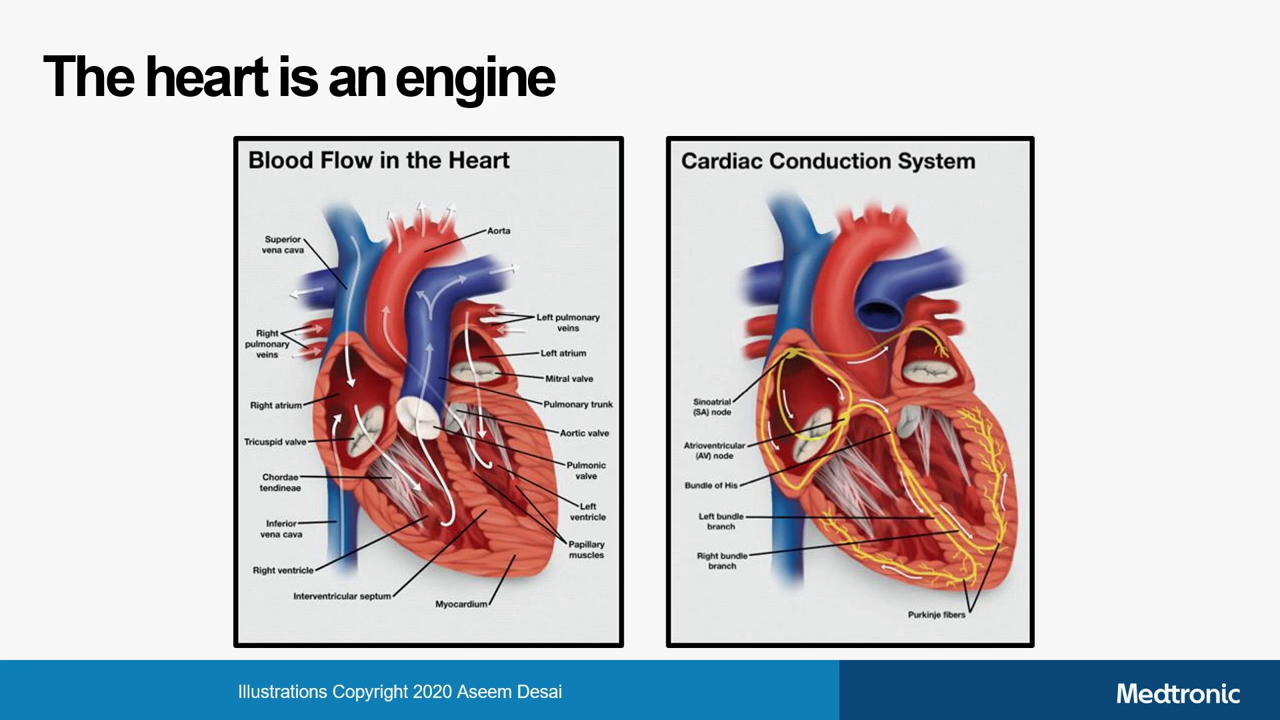 The heart is an engine
Blood Flow in the Heart
Superior
vena cava
Aorta
Right
pulmonary
veins
Left pulmonary
veins
Left atrium
Mitral valve
Right atrium
Pulmonary trunk
Tricuspid valve
Aortic valve
Chordae
tendineae
Pulmonic
valve
Left
ventricle
Inferior
vena cava
Papillary
muscles
Right ventricle
Interventricular septum
Myocardium
Cardiac Conduction System
Sinoatrial
(SA) node
Atrioventricular
(AV) node
Bundle of His
Left bundle
branch
Right bundle
branch
Purkinje fibers
Illustrations Copyright 2020 Aseem Desai
Medtronic